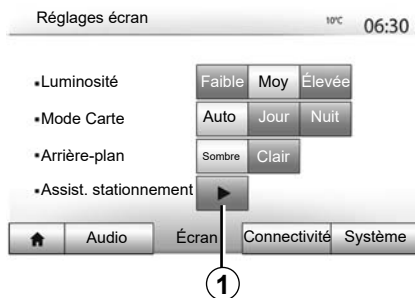 Réglages écran 10°C 06:30
▪Luminosité Faible Moy Élevée
▪Mode Carte Auto Jour Nuit
▪Arrière-plan Sombre Clair
▪Assist. stationnement
Audio Écran Connectivité Système
1